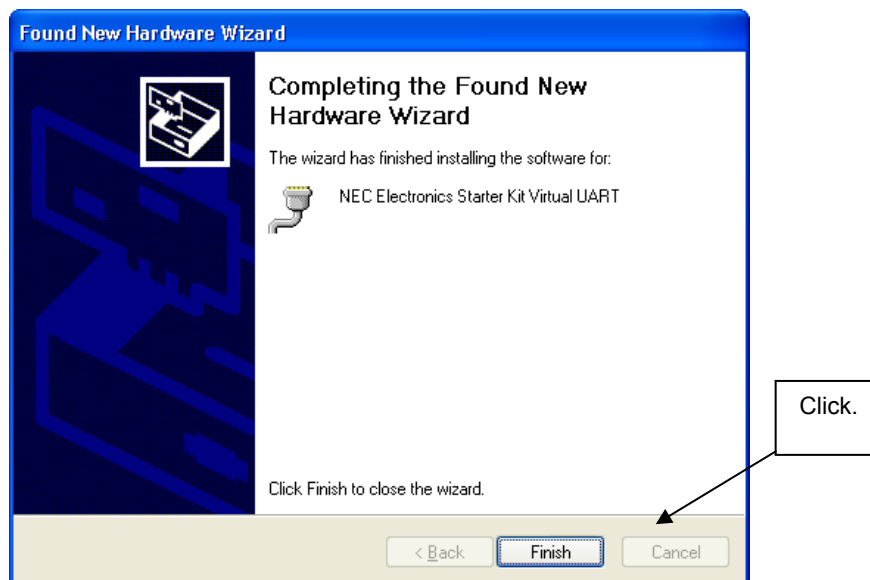 Found New Hardware Wizard
Completing the Found New
Hardware Wizard
The wizard has finished installing the software for:
NEC Electronics Starter Kit Virtual UART
Click Finish to close the wizard.
< Back
Finish
Cancel
Click.